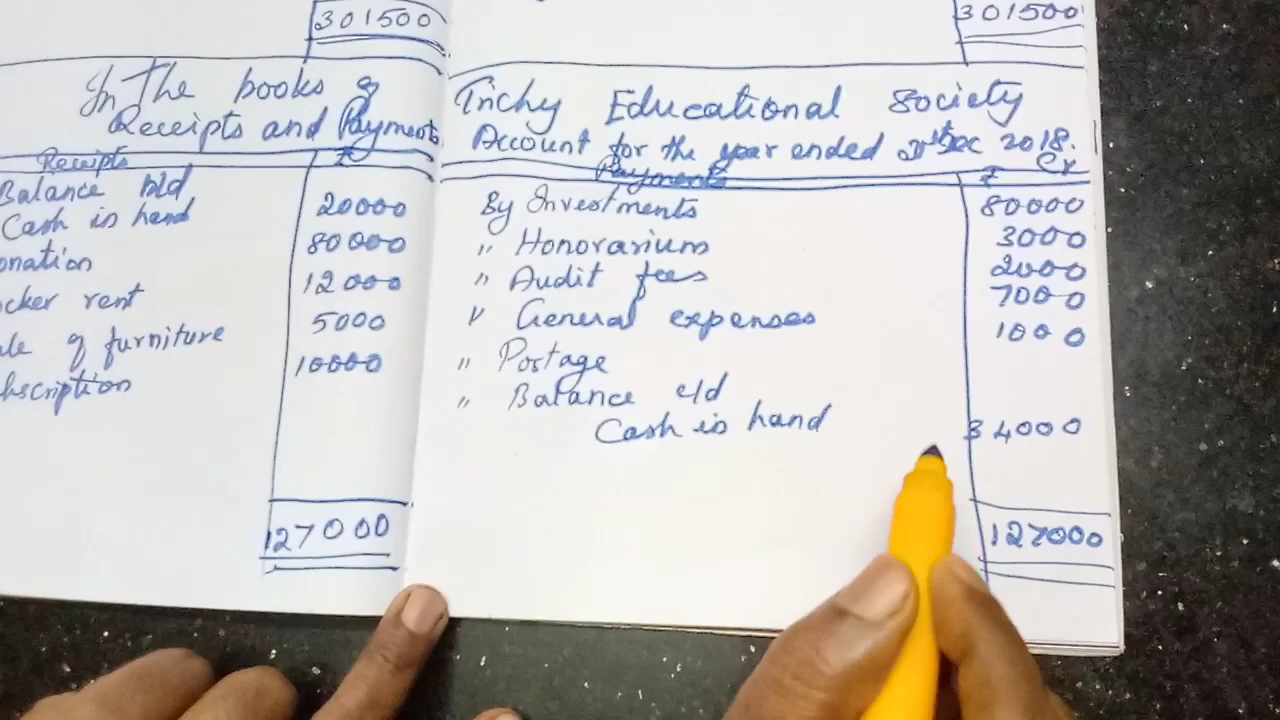 301500
301500
In The books of Trichy Educational Society
Receipts and Payments Account for the year ended 31st Dec 2018.
Receipts ₹
Payments ₹ Cr
Balance b/d
Cash in hand 20000
onation 80000
ocker rent 12000
ale of furniture 5000
bscription 10000
127000
By Investments 80000
" Honorarium 3000
" Audit fees 2000
" General expenses 7000
" Postage 1000
" Balance c/d
Cash in hand 34000
127000